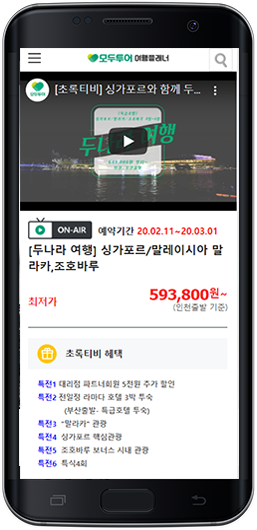 모두투어 여행플래너
모두투어 [초록티비] 싱가포르와 함께 두...
두나라 여행
ON-AIR 예약기간 20.02.11~20.03.01
[두나라 여행] 싱가포르/말레이시아 말
라카,조호바루
최저가 593,800원~
(인천출발 기준)
초록티비 혜택
특전1 대리점 파트너회원 5천원 추가 할인
특전2 전일정 라마다 호텔 3박 투숙
(부산출발- 특급호텔 투숙)
특전3 "말라카" 관광
특전4 싱가포르 핵심관광
특전5 조호바루 보너스 시내 관광
특전6 특식4회